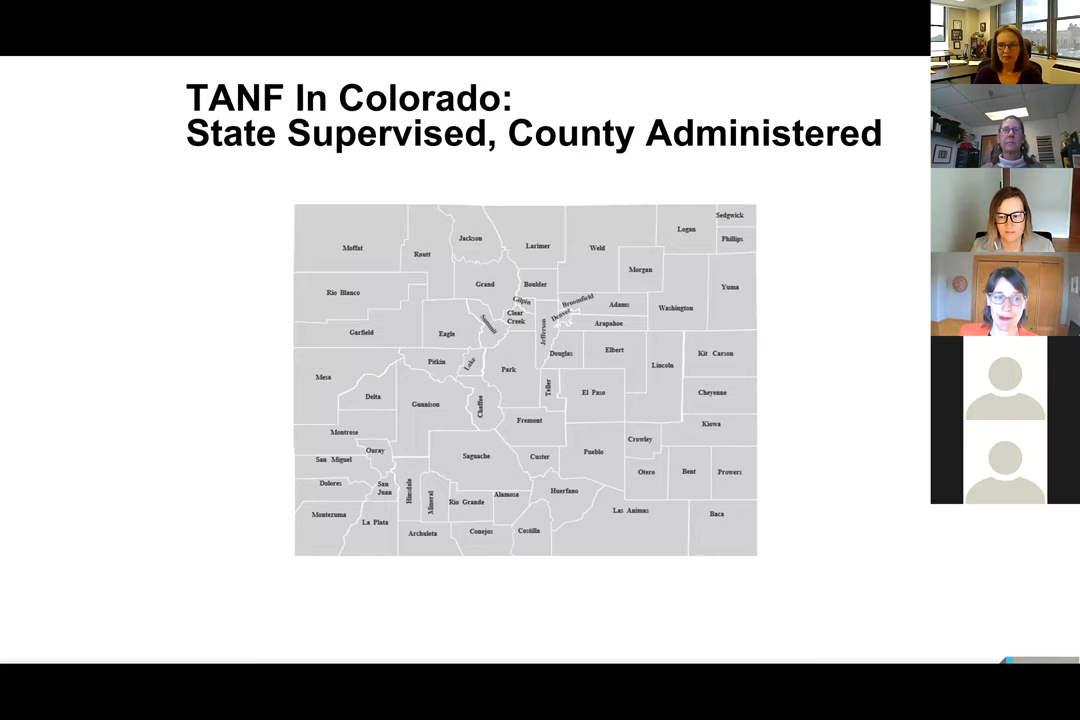 TANF In Colorado:
State Supervised, County Administered
Sedgwick
Logan
Phillips
Jackson
Larimer
Weld
Moffat
Routt
Morgan
Grand
Boulder
Yuma
Rio Blanco
Gilpin
Broomfield
Adams
Washington
Clear
Creek
Denver
Summit
Arapahoe
Garfield
Eagle
Jefferson
Douglas
Elbert
Kit Carson
Pitkin
Lake
Park
Lincoln
Mesa
Teller
El Paso
Cheyenne
Delta
Gunnison
Chaffee
Fremont
Kiowa
Montrose
Crowley
Ouray
Saguache
Custer
Pueblo
San Miguel
Otero
Bent
Prowers
Dolores
San
Juan
Hinsdale
Mineral
Rio Grande
Alamosa
Huerfano
Las Animas
Baca
Montezuma
La Plata
Archuleta
Conejos
Costilla